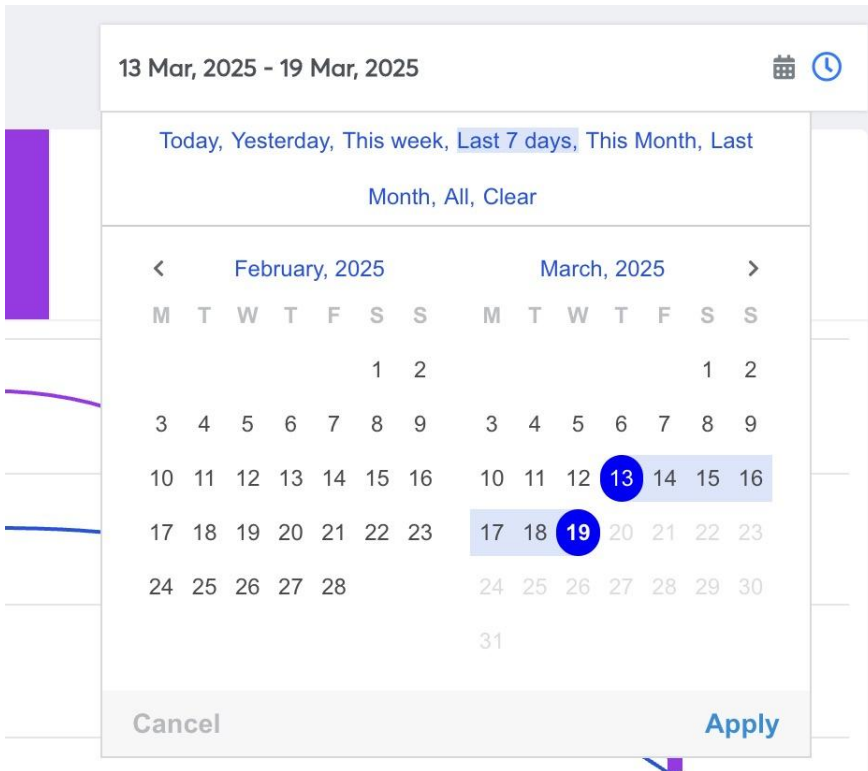 13 Mar, 2025 - 19 Mar, 2025
Today, Yesterday, This week, Last 7 days, This Month, Last
Month, All, Clear
February, 2025
M T W T F S S
1 2
3 4 5 6 7 8 9
10 11 12 13 14 15 16
17 18 19 20 21 22 23
24 25 26 27 28
March, 2025
M T W T F S S
1 2
3 4 5 6 7 8 9
10 11 12 13 14 15 16
17 18 19 20 21 22 23
24 25 26 27 28 29 30
31
Cancel
Apply